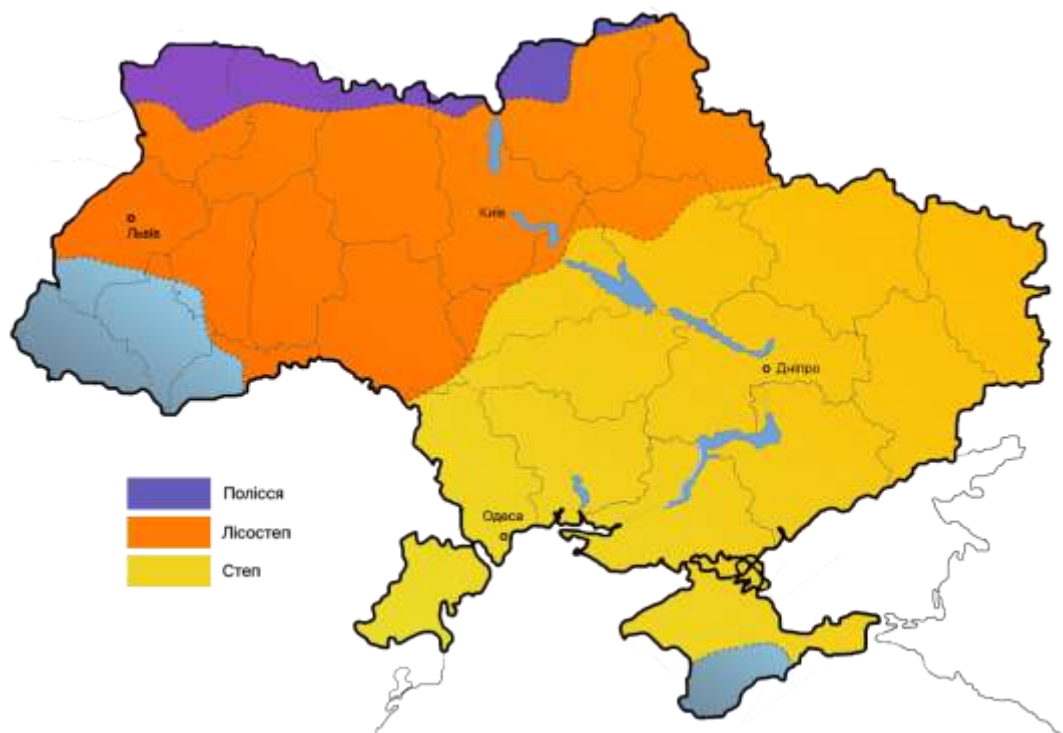 Львів
Київ
Дніпро
Одеса
Полісся
Лісостеп
Степ